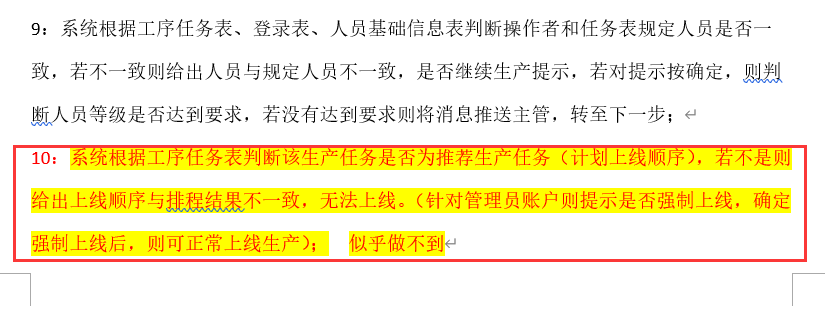 9：系统根据工序任务表、登录表、人员基础信息表判断操作者和任务表规定人员是否一
致，若不一致则给出人员与规定人员不一致，是否继续生产提示，若对提示按确定，则判
断人员等级是否达到要求，若没有达到要求则将消息推送主管，转至下一步；
10：系统根据工序任务表判断该生产任务是否为推荐生产任务（计划上线顺序），若不是则
给出上线顺序与排程结果不一致，无法上线。（针对管理员账户则提示是否强制上线，确定
强制上线后，则可正常上线生产）； 似乎做不到